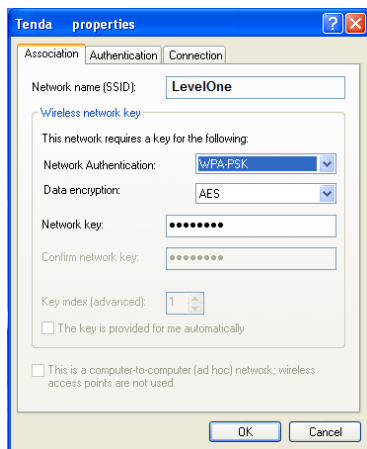 Tenda properties
Association Authentication Connection
Network name (SSID): LevelOne
Wireless network key
This network requires a key for the following:
Network Authentication: WPA-PSK
Data encryption: AES
Network key: ••••••••
Confirm network key: ••••••••
Key index (advanced): 1
The key is provided for me automatically
This is a computer-to-computer (ad hoc) network; wireless
access points are not used
OK Cancel